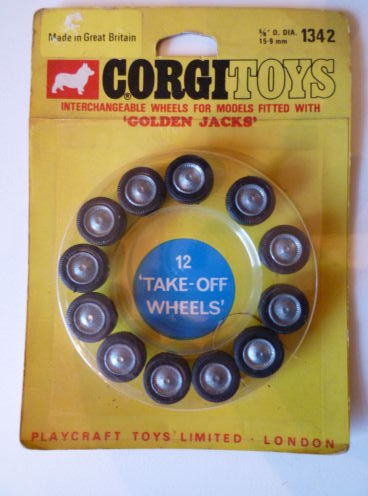 Made in Great Britain
⅝" O. DIA. 1342
15·9 mm
CORGI TOYS
INTERCHANGEABLE WHEELS FOR MODELS FITTED WITH
'GOLDEN JACKS'
12
'TAKE-OFF
WHEELS'
PLAYCRAFT TOYS LIMITED · LONDON